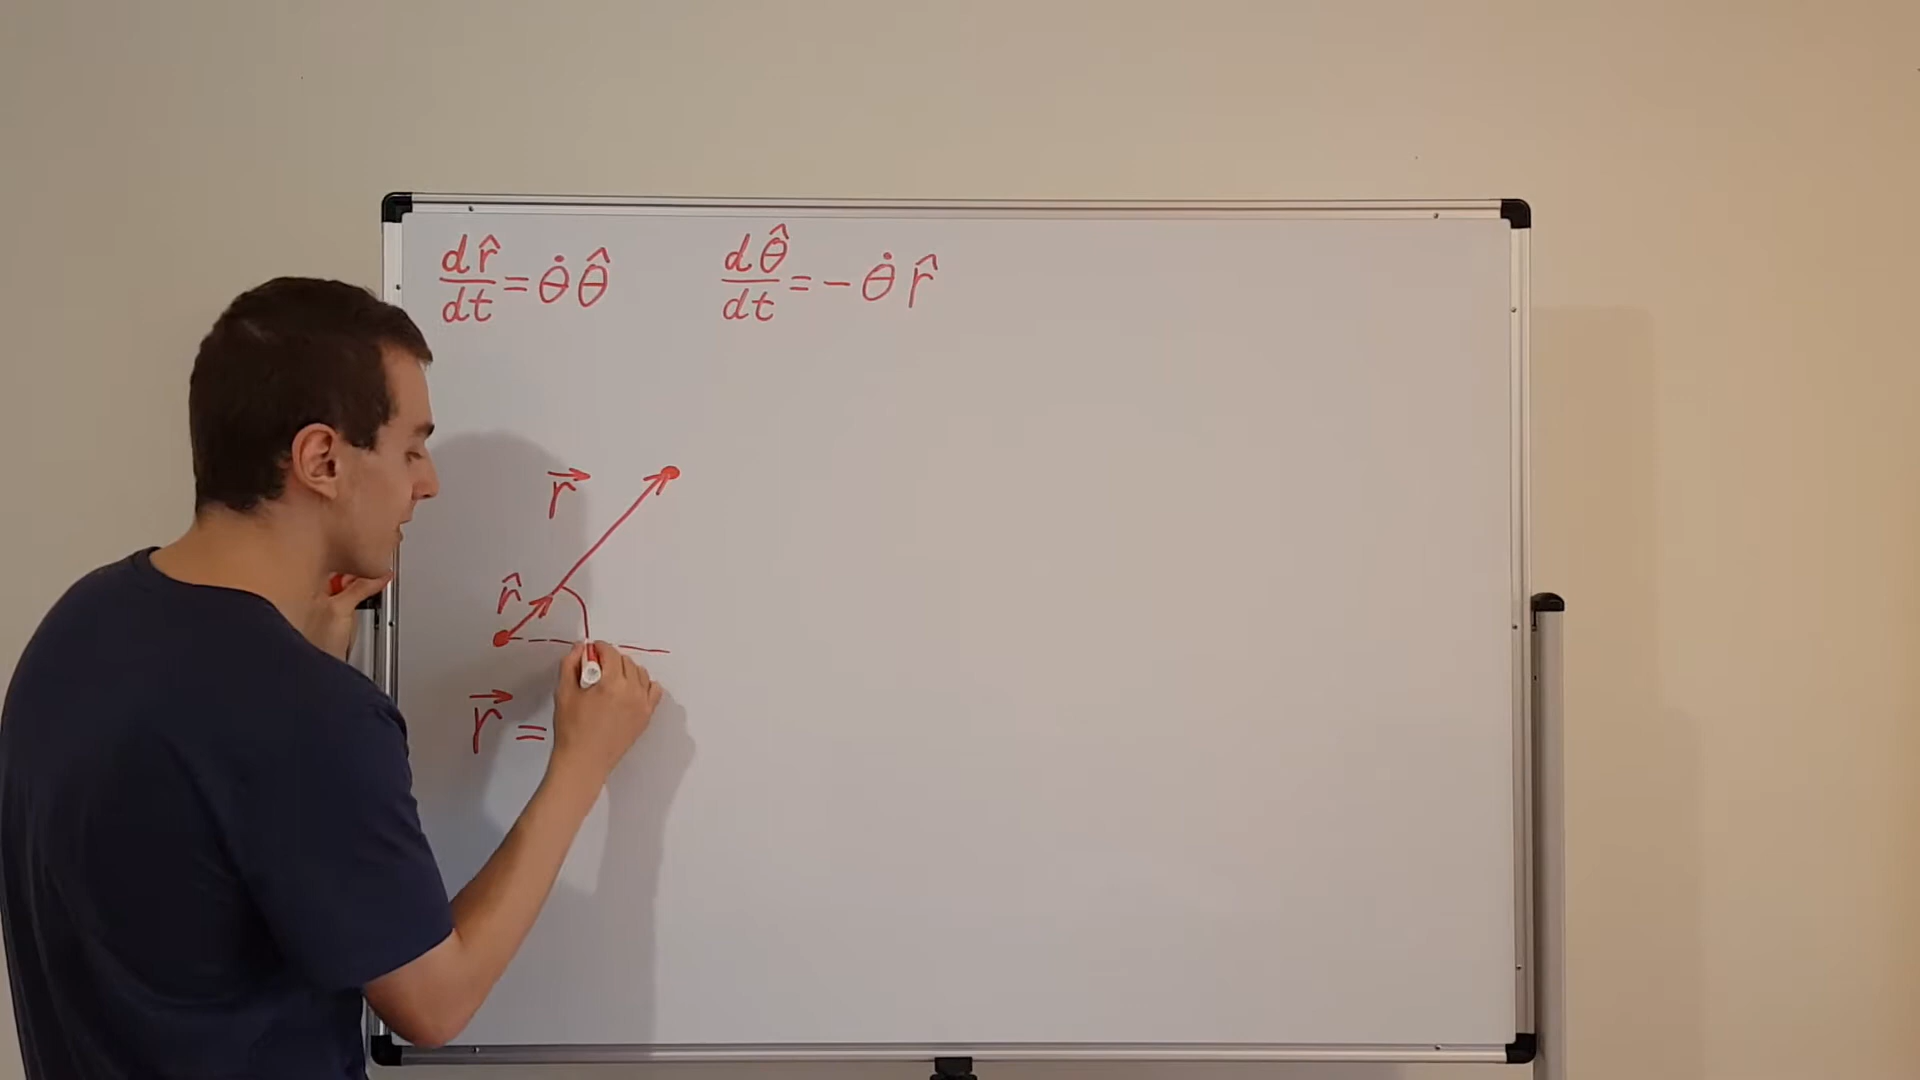 dr̂/dt = θ̇ θ̂
dθ̂/dt = - θ̇ r̂
r⃗
r̂
r⃗ =